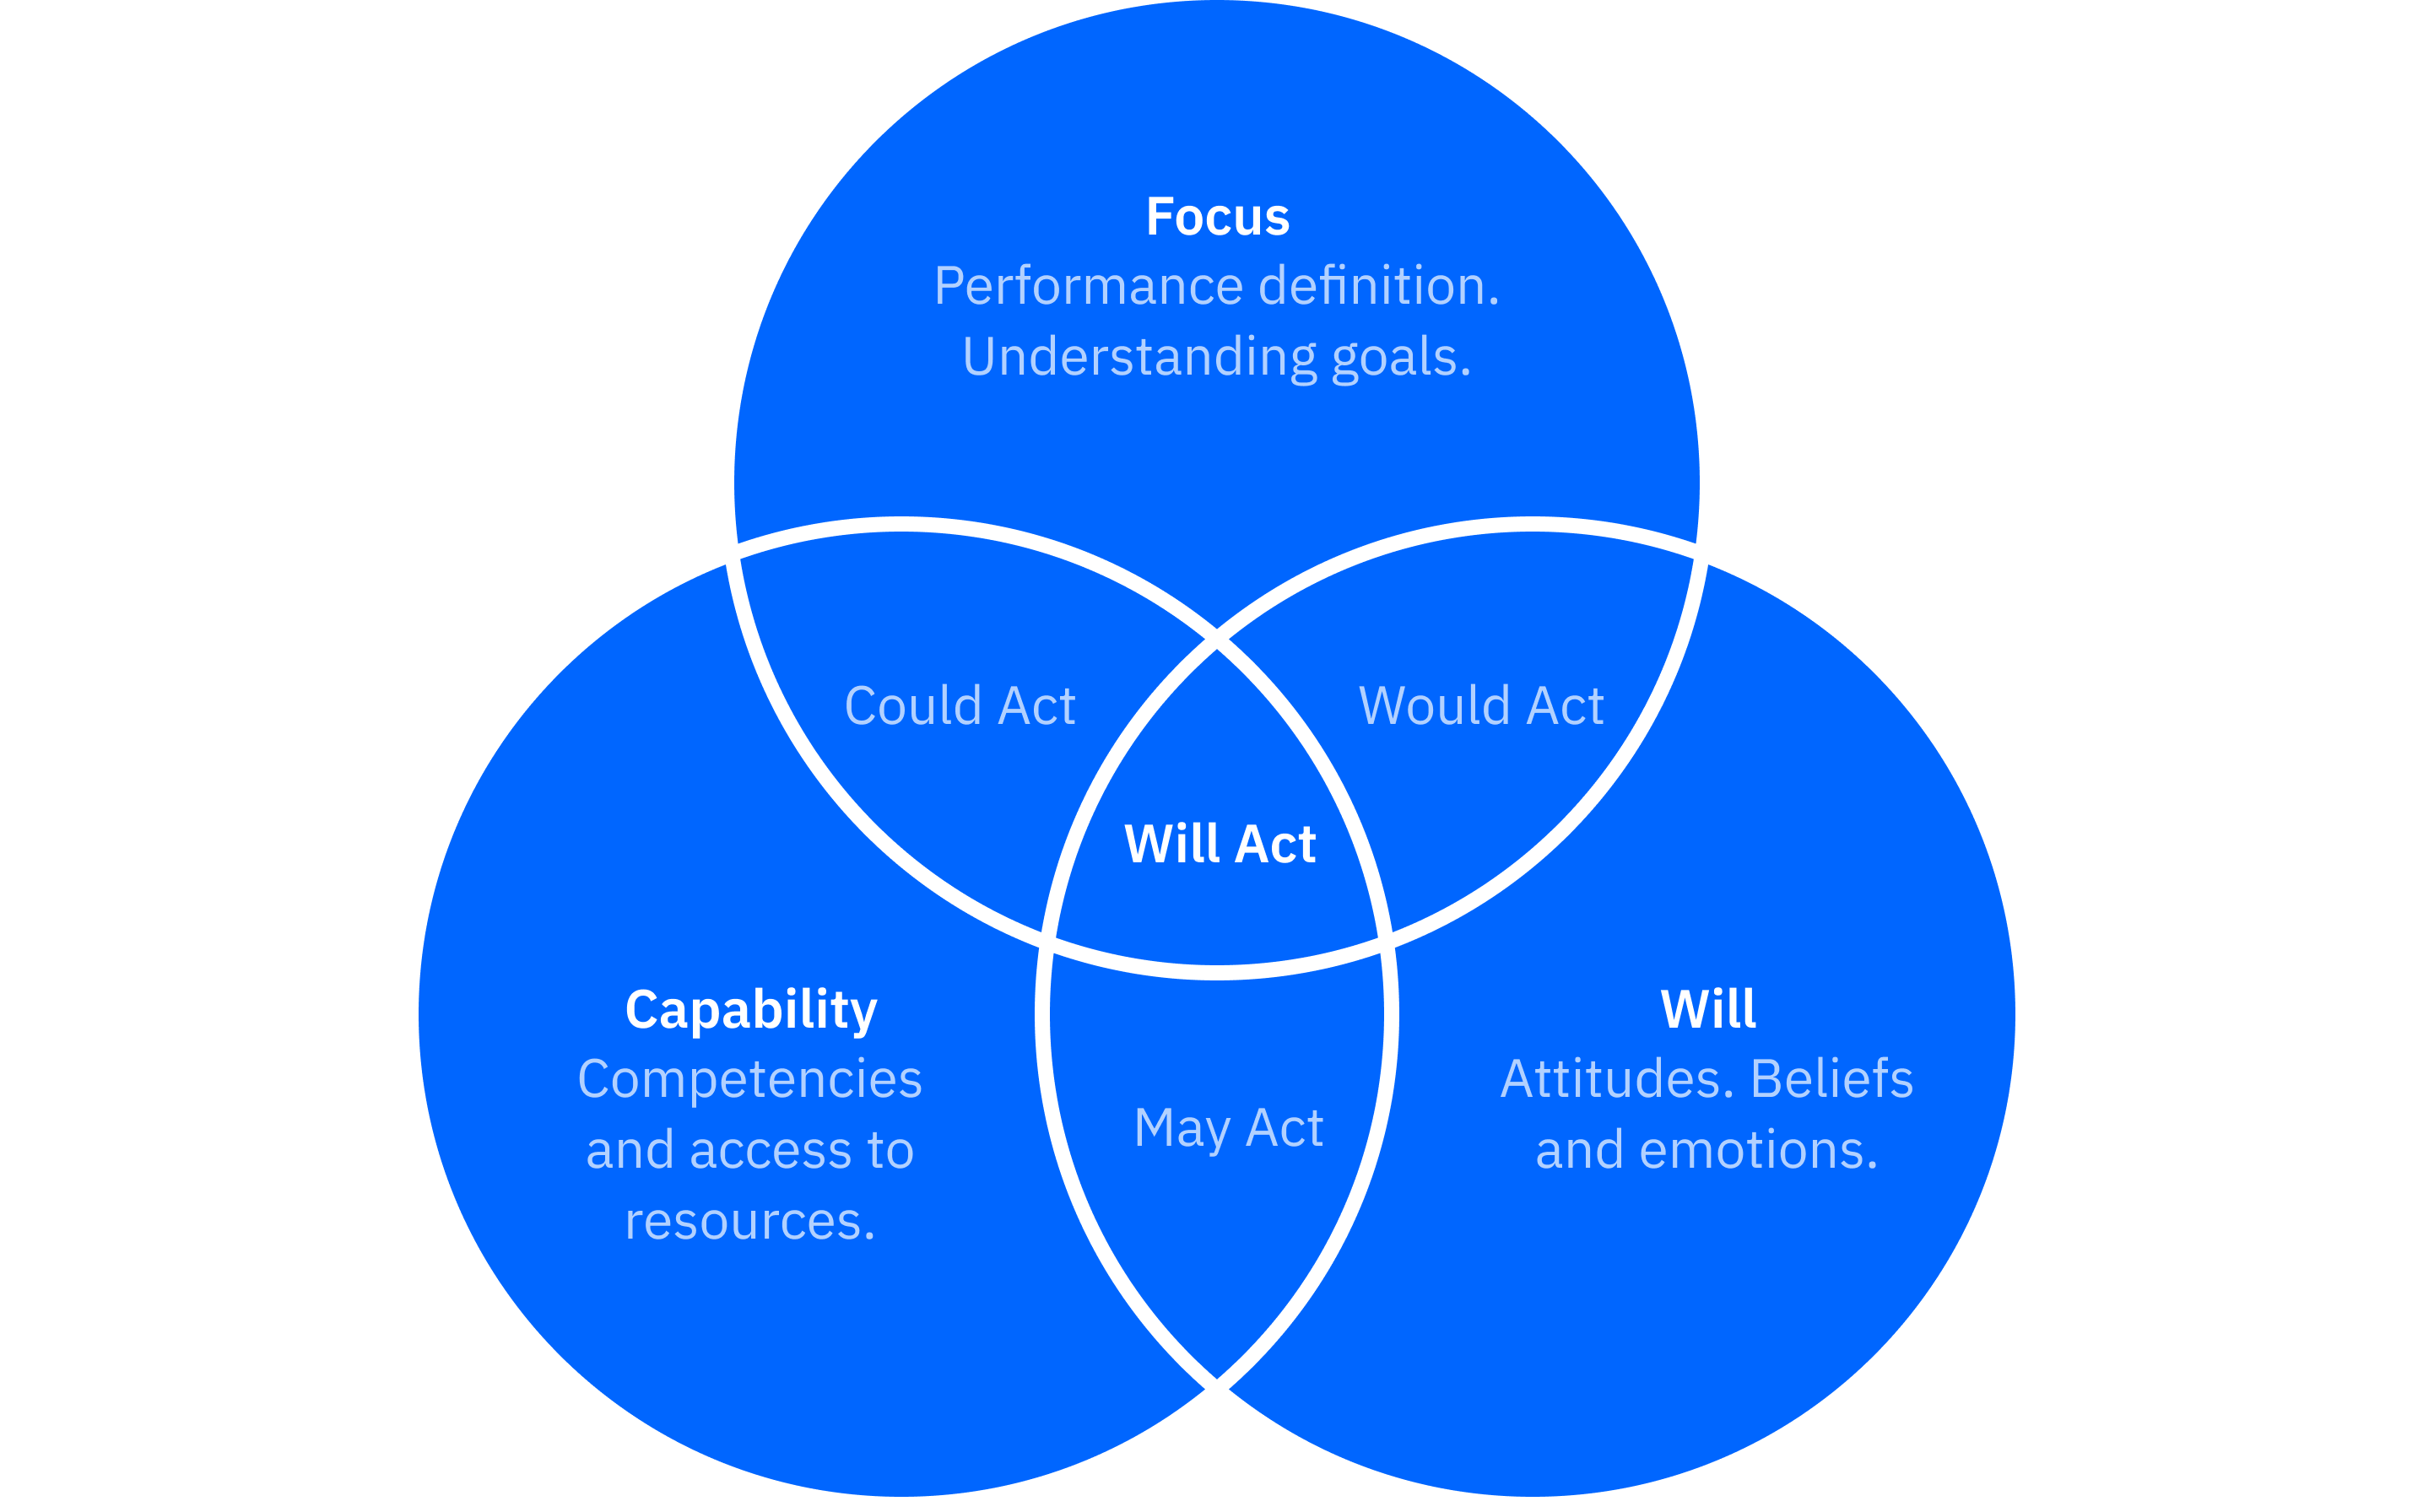 Focus
Performance definition.
Understanding goals.
Could Act
Would Act
Will Act
Capability
Competencies
and access to
resources.
May Act
Will
Attitudes. Beliefs
and emotions.